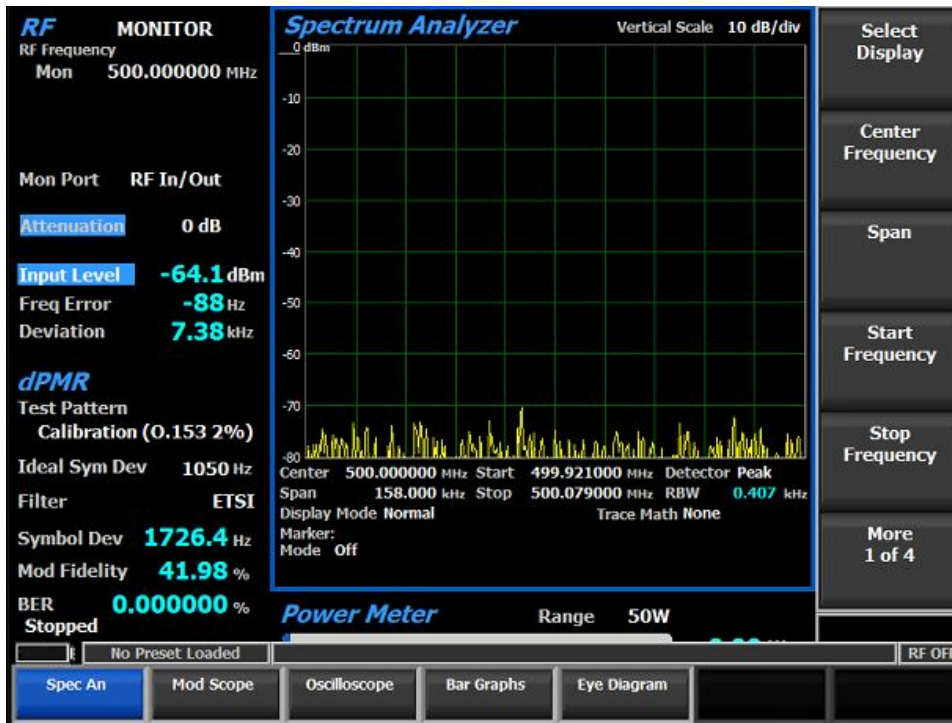 RF MONITOR
RF Frequency
Mon 500.000000 MHz
Mon Port RF In/Out
Attenuation 0 dB
Input Level -64.1 dBm
Freq Error -88 Hz
Deviation 7.38 kHz
dPMR
Test Pattern
Calibration (O.153 2%)
Ideal Sym Dev 1050 Hz
Filter ETSI
Symbol Dev 1726.4 Hz
Mod Fidelity 41.98 %
BER 0.000000 %
Stopped
Spectrum Analyzer Vertical Scale 10 dB/div
0 dBm
-10
-20
-30
-40
-50
-60
-70
-80
Center 500.000000 MHz Start 499.921000 MHz Detector Peak
Span 158.000 kHz Stop 500.079000 MHz RBW 0.407 kHz
Display Mode Normal Trace Math None
Marker:
Mode Off
Power Meter Range 50W
Select
Display
Center
Frequency
Span
Start
Frequency
Stop
Frequency
More
1 of 4
No Preset Loaded RF OFF
Spec An Mod Scope Oscilloscope Bar Graphs Eye Diagram